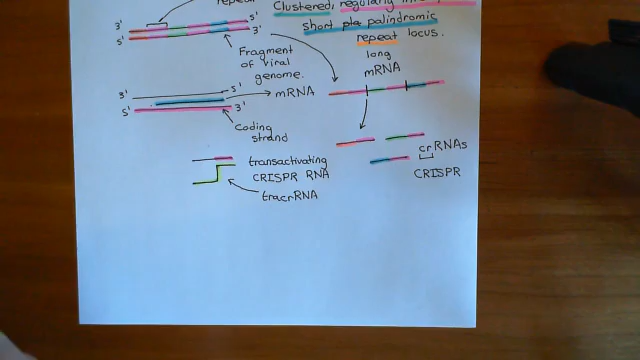 repeat
Clustered, regularly
short palindromic
repeat locus.
3' 5'
5' 3'
Fragment
of viral
genome.
long
mRNA
3' 5'
5' 3'
mRNA
Coding
strand
crRNAs
CRISPR
transactivating
CRISPR RNA
tracrRNA